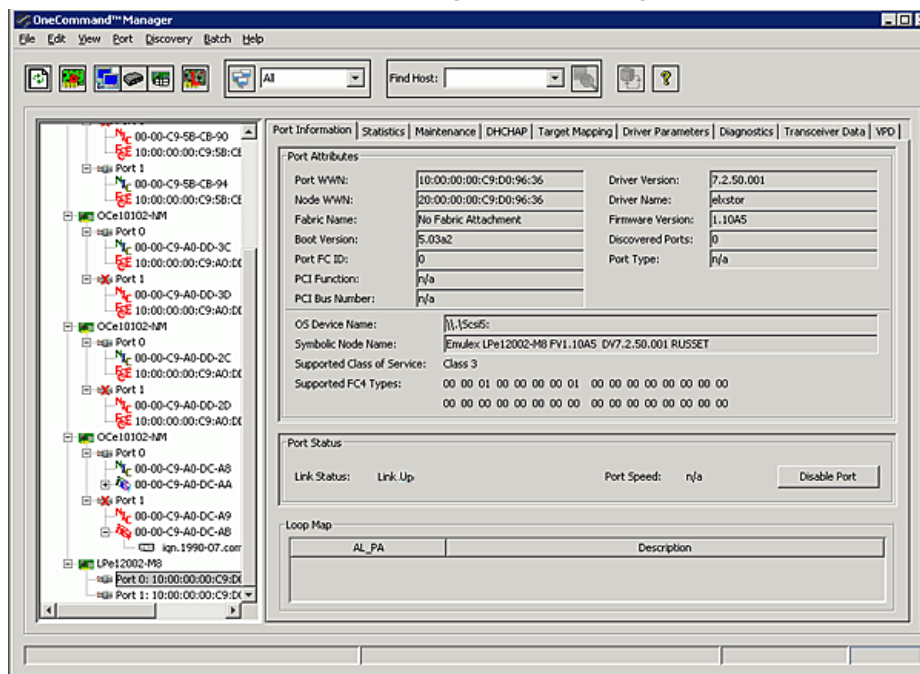 OneCommand™ Manager
File Edit View Port Discovery Batch Help
All Find Host:
00-00-C9-5B-CB-90
10:00:00:00:C9:5B:CE
Port 1
00-00-C9-5B-CB-94
10:00:00:00:C9:5B:CE
OCe10102-NM
Port 0
00-00-C9-A0-DD-3C
10:00:00:00:C9:A0:DD
Port 1
00-00-C9-A0-DD-3D
10:00:00:00:C9:A0:DD
OCe10102-NM
Port 0
00-00-C9-A0-DD-2C
10:00:00:00:C9:A0:DD
Port 1
00-00-C9-A0-DD-2D
10:00:00:00:C9:A0:DD
OCe10102-NM
Port 0
00-00-C9-A0-DC-A8
00-00-C9-A0-DC-AA
Port 1
00-00-C9-A0-DC-A9
00-00-C9-A0-DC-AB
iqn.1990-07.com
LPe12002-M8
Port 0: 10:00:00:00:C9:D0
Port 1: 10:00:00:00:C9:D0
Port Information Statistics Maintenance DHCHAP Target Mapping Driver Parameters Diagnostics Transceiver Data VPD
Port Attributes
Port WWN: 10:00:00:00:C9:D0:96:36 Driver Version: 7.2.50.001
Node WWN: 20:00:00:00:C9:D0:96:36 Driver Name: elxstor
Fabric Name: No Fabric Attachment Firmware Version: 1.10A5
Boot Version: 5.03a2 Discovered Ports: 0
Port FC ID: 0 Port Type: n/a
PCI Function: n/a
PCI Bus Number: n/a
OS Device Name: \\.\Scsi5:
Symbolic Node Name: Emulex LPe12002-M8 FV1.10A5 DV7.2.50.001 RUSSET
Supported Class of Service: Class 3
Supported FC4 Types: 00 00 01 00 00 00 00 01 00 00 00 00 00 00 00 00
00 00 00 00 00 00 00 00 00 00 00 00 00 00 00 00
Port Status
Link Status: Link Up Port Speed: n/a Disable Port
Loop Map
AL_PA Description